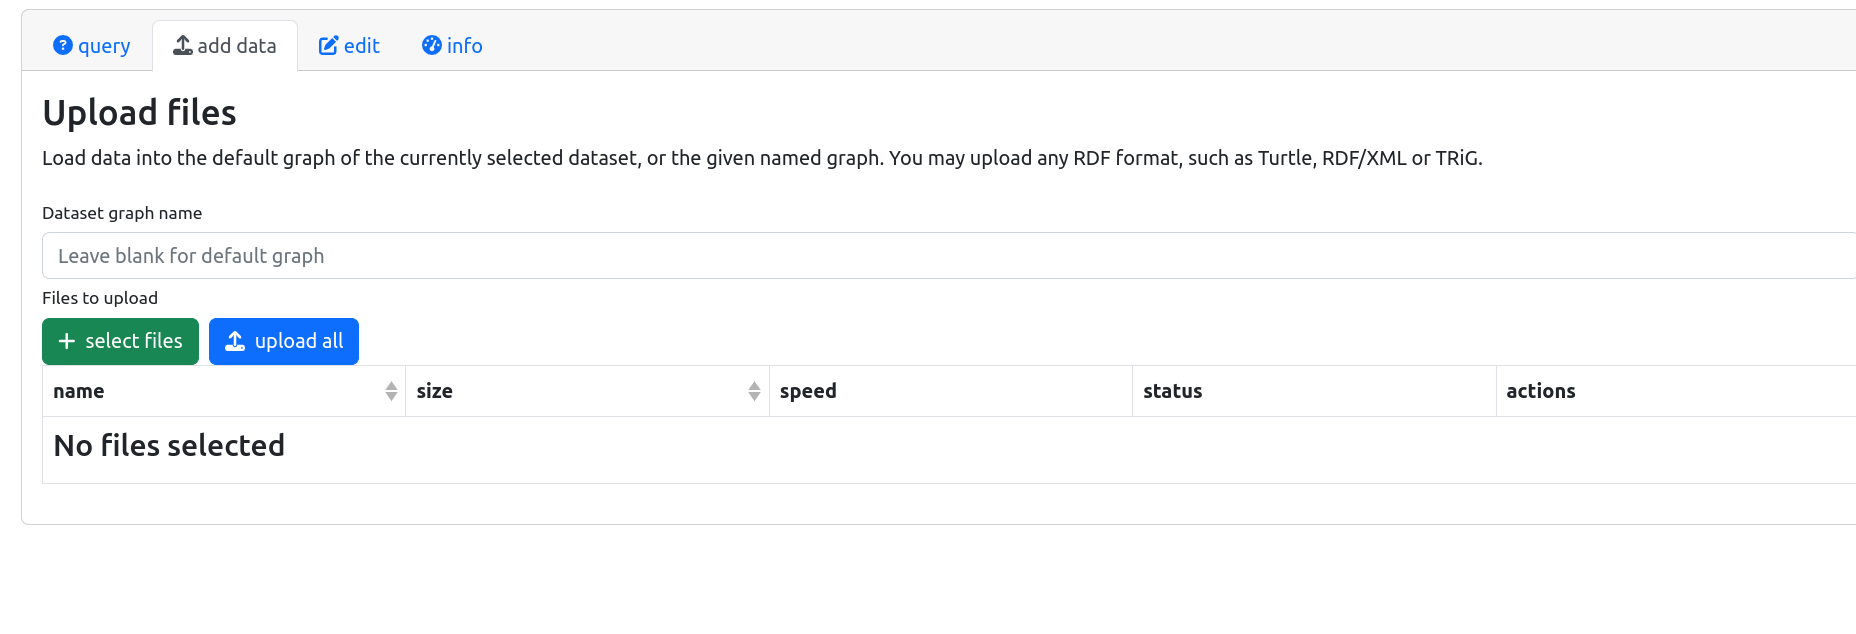 query add data edit info
Upload files
Load data into the default graph of the currently selected dataset, or the given named graph. You may upload any RDF format, such as Turtle, RDF/XML or TRiG.
Dataset graph name
Leave blank for default graph
Files to upload
select files upload all
name size speed status actions
No files selected